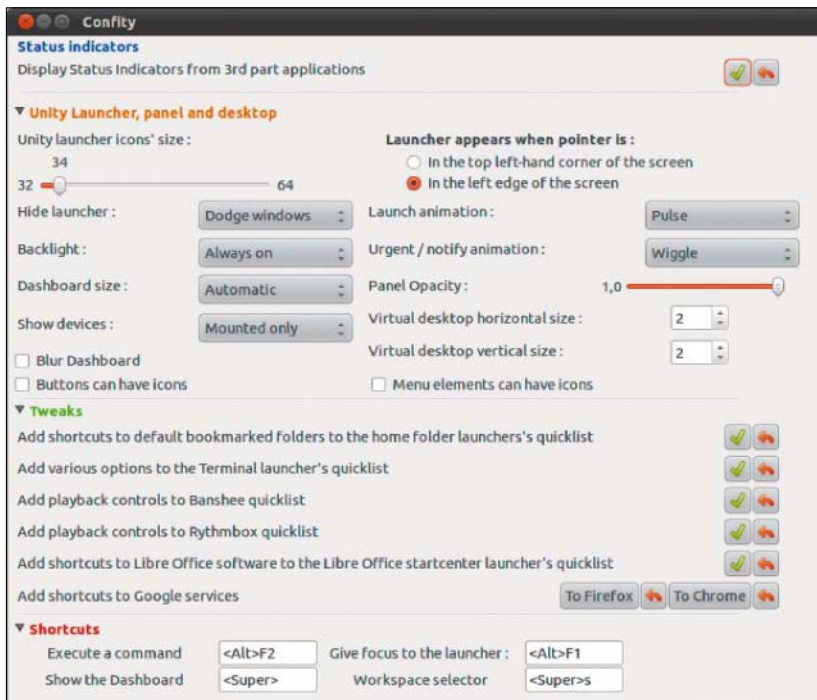 Confity
Status indicators
Display Status Indicators from 3rd part applications
Unity Launcher, panel and desktop
Unity launcher icons' size :
34
32 64
Launcher appears when pointer is :
In the top left-hand corner of the screen
In the left edge of the screen
Hide launcher : Dodge windows
Launch animation : Pulse
Backlight : Always on
Urgent / notify animation : Wiggle
Dashboard size : Automatic
Panel Opacity : 1,0
Show devices : Mounted only
Virtual desktop horizontal size : 2
Virtual desktop vertical size : 2
Blur Dashboard
Buttons can have icons
Menu elements can have icons
Tweaks
Add shortcuts to default bookmarked folders to the home folder launchers's quicklist
Add various options to the Terminal launcher's quicklist
Add playback controls to Banshee quicklist
Add playback controls to Rythmbox quicklist
Add shortcuts to Libre Office software to the Libre Office startcenter launcher's quicklist
Add shortcuts to Google services To Firefox To Chrome
Shortcuts
Execute a command <Alt>F2 Give focus to the launcher : <Alt>F1
Show the Dashboard <Super> Workspace selector <Super>s